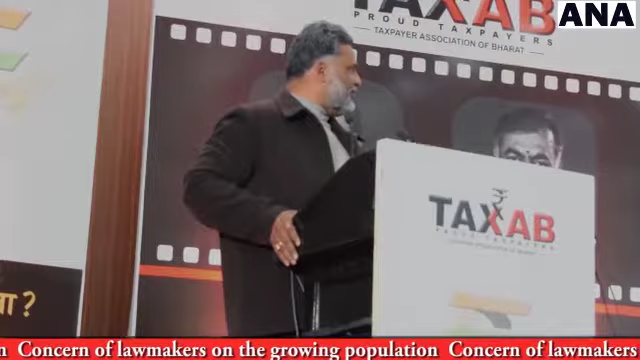 TAXAB
PROUD TAXPAYERS
TAXPAYER ASSOCIATION OF BHARAT
ANA
TAXAB
PROUD TAXPAYERS
ा ?
n Concern of lawmakers on the growing population Concern of lawmakers